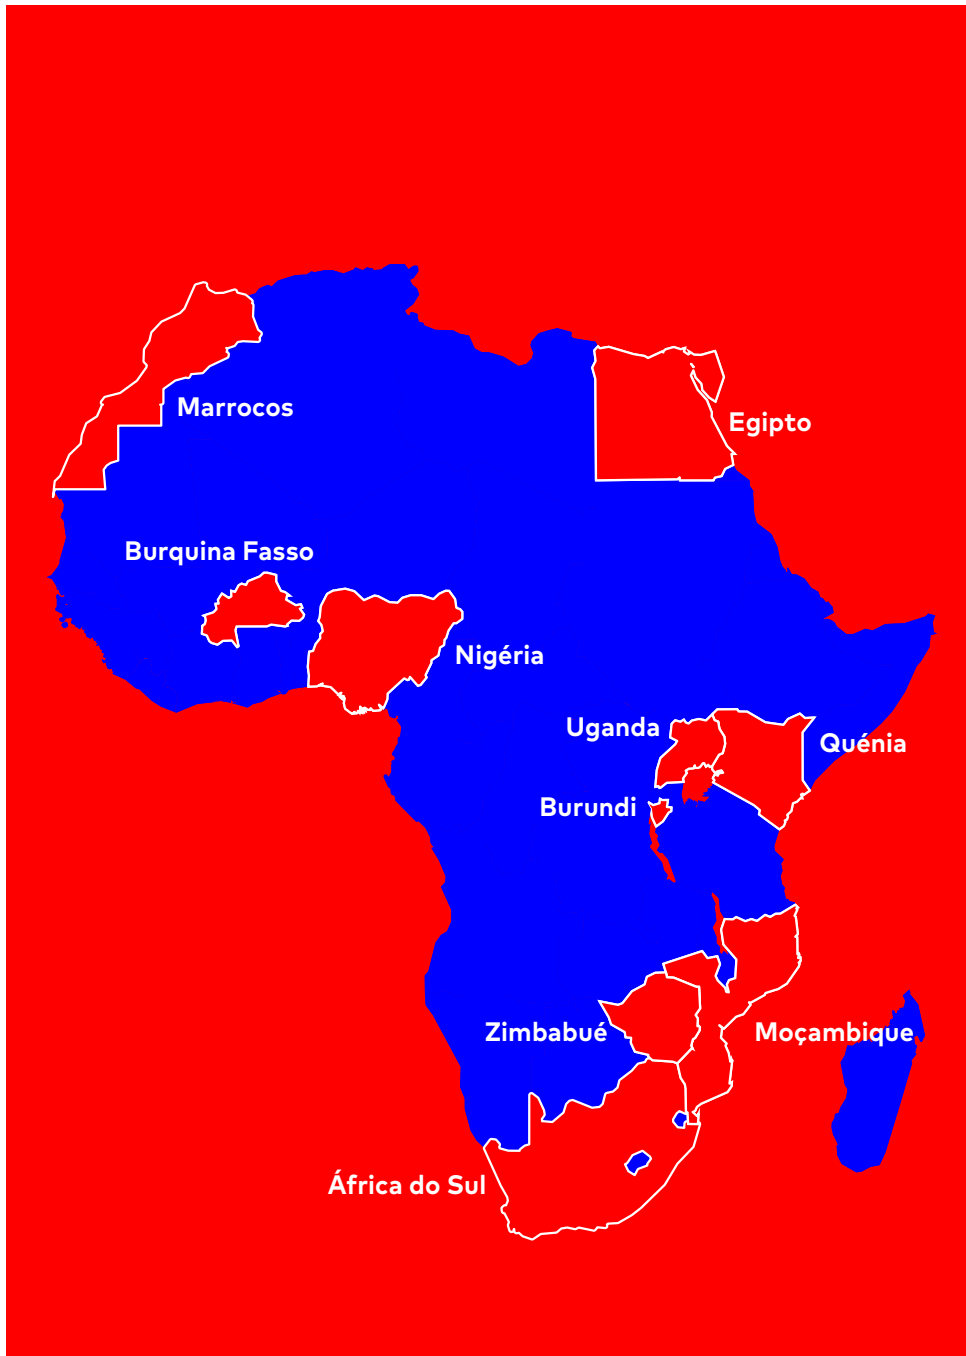 Marrocos
Egipto
Burquina Fasso
Nigéria
Uganda
Quénia
Burundi
Zimbabué
Moçambique
África do Sul